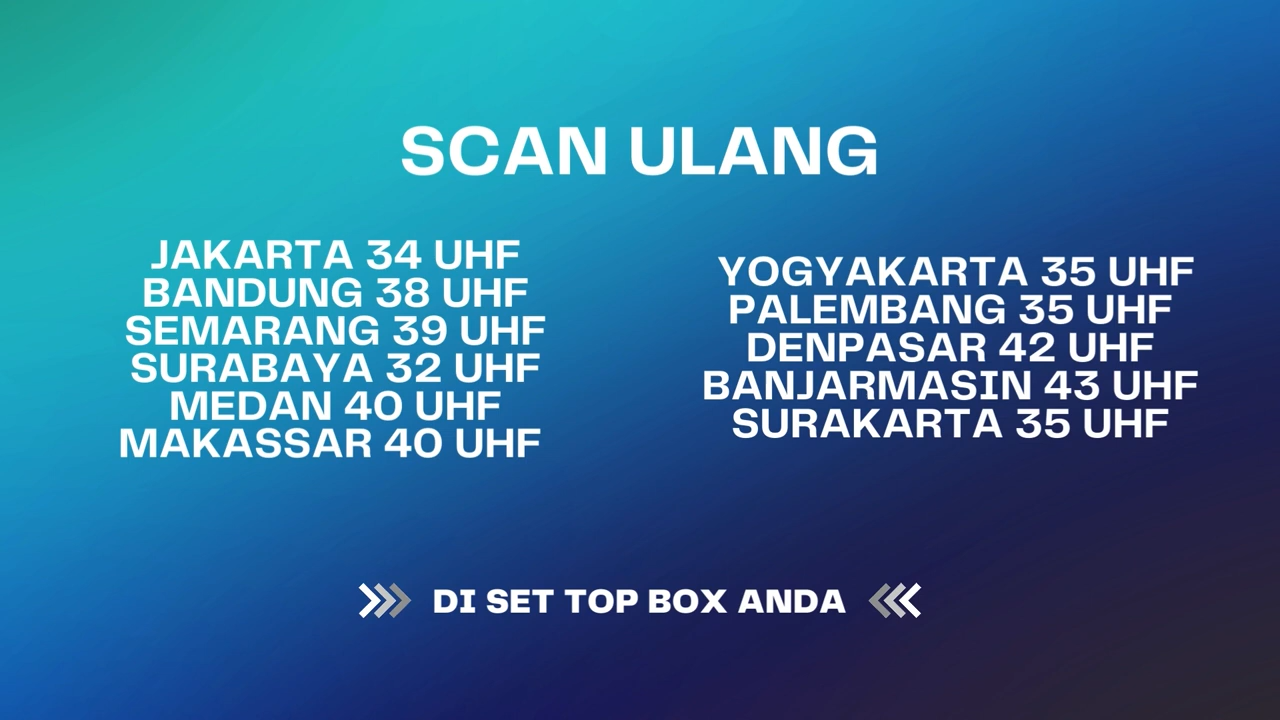 SCAN ULANG
JAKARTA 34 UHF
BANDUNG 38 UHF
SEMARANG 39 UHF
SURABAYA 32 UHF
MEDAN 40 UHF
MAKASSAR 40 UHF
YOGYAKARTA 35 UHF
PALEMBANG 35 UHF
DENPASAR 42 UHF
BANJARMASIN 43 UHF
SURAKARTA 35 UHF
DI SET TOP BOX ANDA